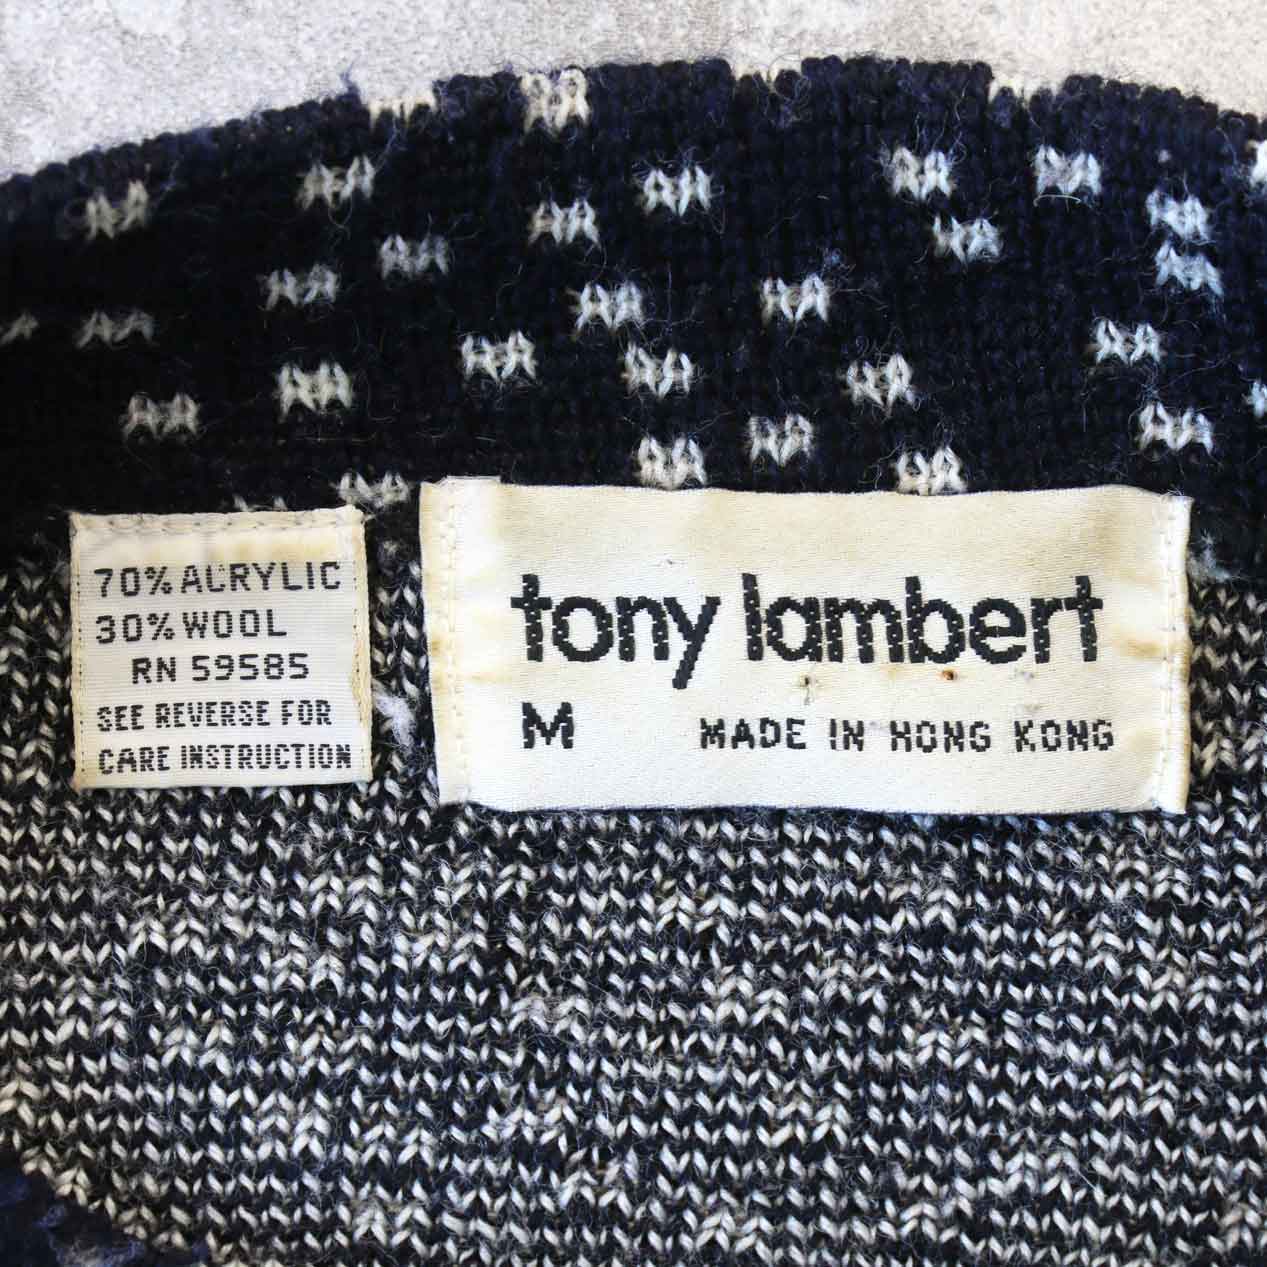 70% ACRYLIC
30% WOOL
RN 59585
SEE REVERSE FOR
CARE INSTRUCTION
tony lambert
M MADE IN HONG KONG